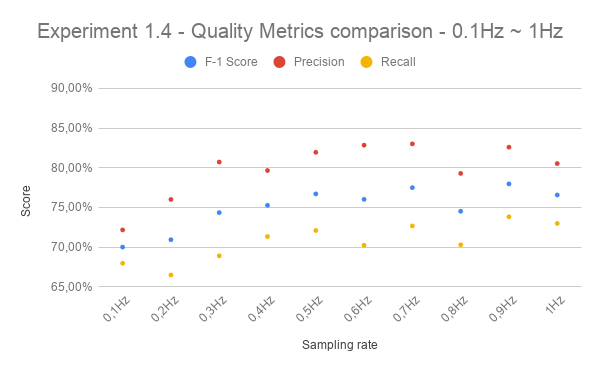 Experiment 1.4 - Quality Metrics comparison - 0.1Hz ~ 1Hz
F-1 Score
Precision
Recall
90,00%
85,00%
80,00%
75,00%
70,00%
65,00%
Score
0,1Hz
0,2Hz
0,3Hz
0,4Hz
0,5Hz
0,6Hz
0,7Hz
0,8Hz
0,9Hz
1Hz
Sampling rate